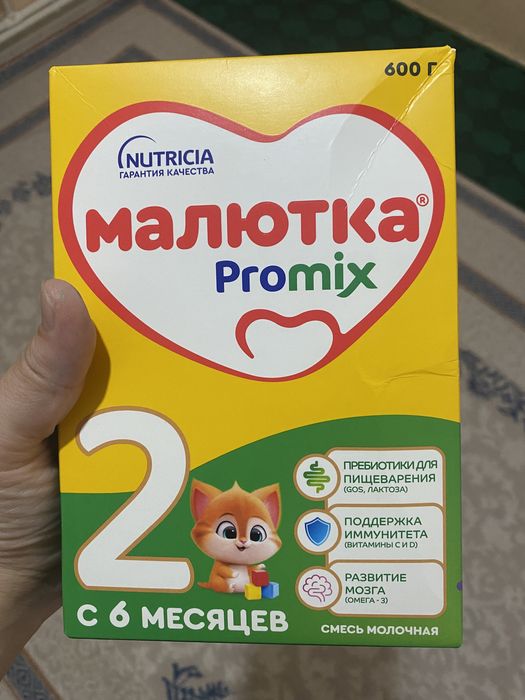 600 Г
NUTRICIA
ГАРАНТИЯ КАЧЕСТВА
МАЛЮТКА®
Promix
2
С 6 МЕСЯЦЕВ
ПРЕБИОТИКИ ДЛЯ
ПИЩЕВАРЕНИЯ
(GOS, ЛАКТОЗА)
ПОДДЕРЖКА
ИММУНИТЕТА
(ВИТАМИНЫ С И D)
РАЗВИТИЕ
МОЗГА
(ОМЕГА - 3)
СМЕСЬ МОЛОЧНАЯ